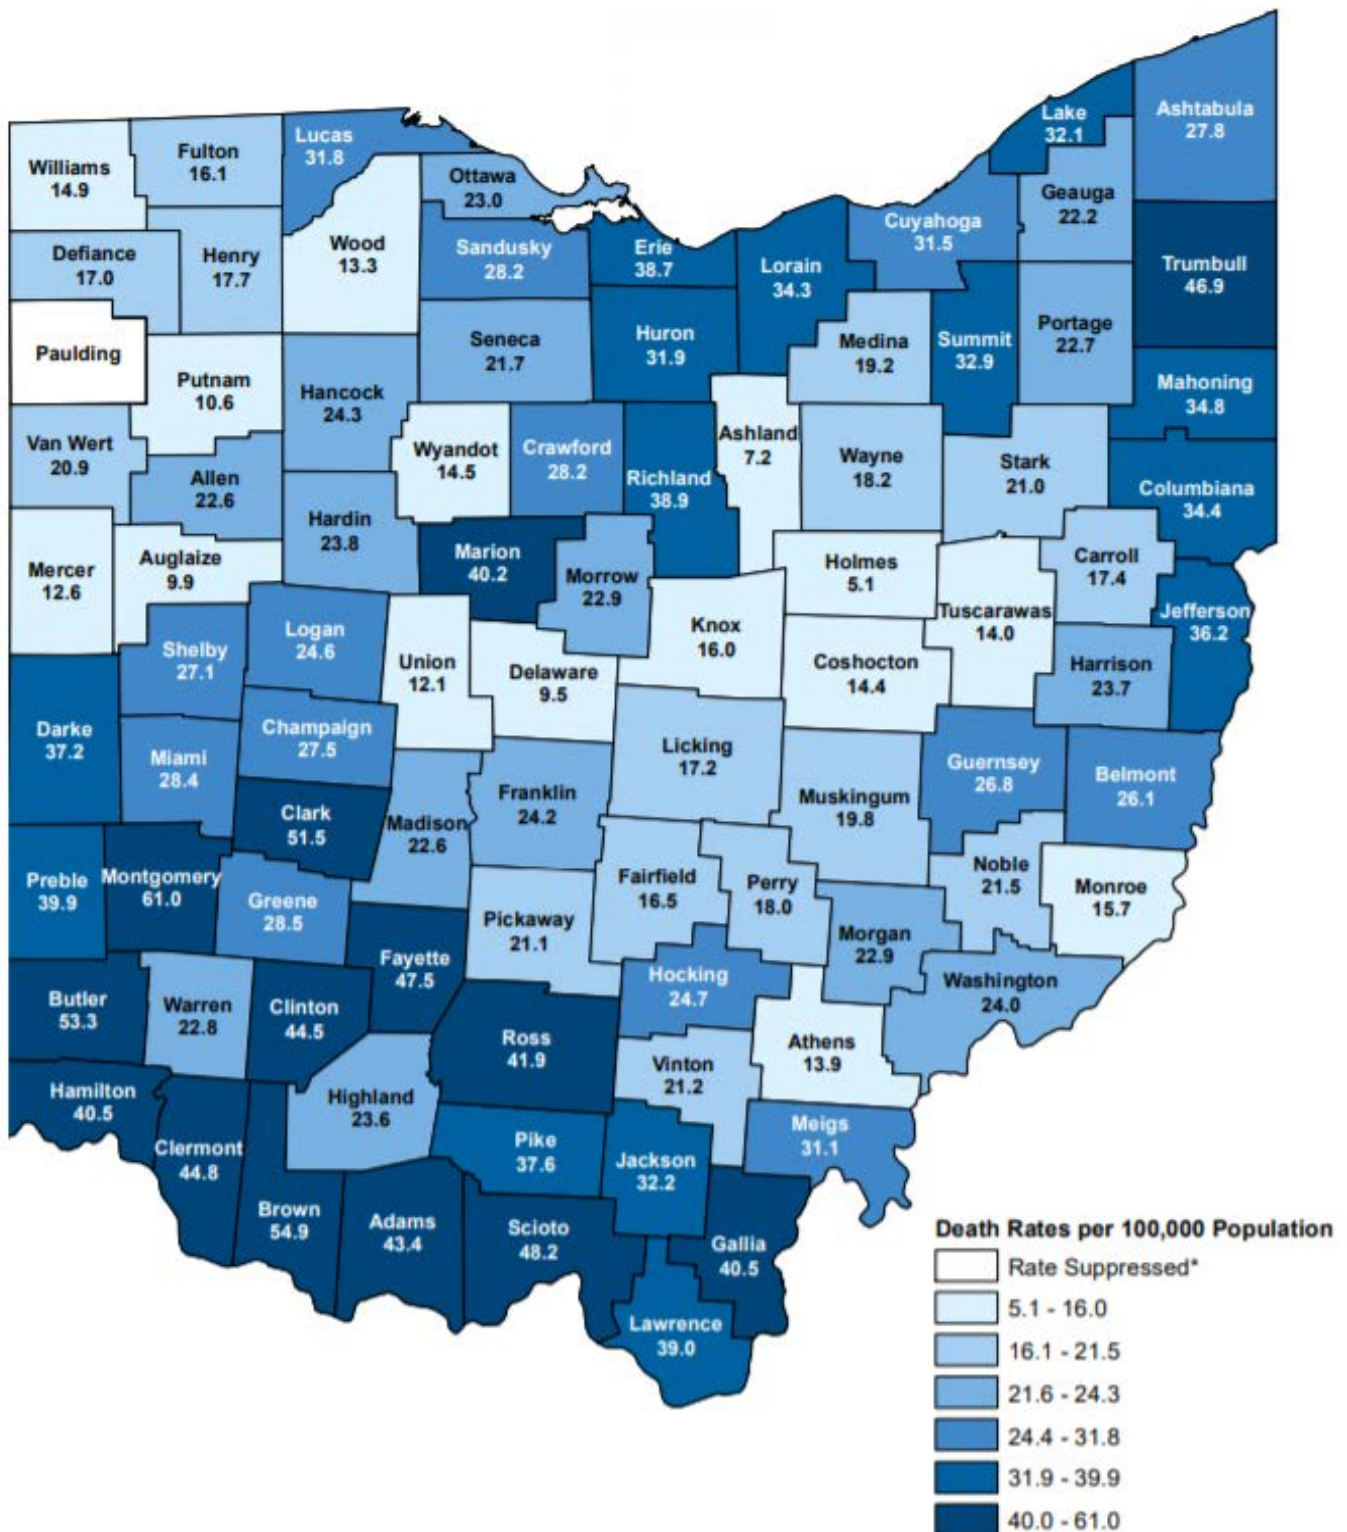 Lake
32.1
Ashtabula
27.8
Lucas
31.8
Fulton
16.1
Williams
14.9
Ottawa
23.0
Geauga
22.2
Cuyahoga
31.5
Wood
13.3
Defiance
17.0
Henry
17.7
Sandusky
28.2
Erie
38.7
Lorain
34.3
Trumbull
46.9
Paulding
Putnam
10.6
Hancock
24.3
Seneca
21.7
Huron
31.9
Medina
19.2
Summit
32.9
Portage
22.7
Mahoning
34.8
Van Wert
20.9
Allen
22.6
Wyandot
14.5
Crawford
28.2
Richland
38.9
Ashland
7.2
Wayne
18.2
Stark
21.0
Columbiana
34.4
Mercer
12.6
Auglaize
9.9
Hardin
23.8
Marion
40.2
Morrow
22.9
Holmes
5.1
Carroll
17.4
Tuscarawas
14.0
Jefferson
36.2
Shelby
27.1
Logan
24.6
Union
12.1
Delaware
9.5
Knox
16.0
Coshocton
14.4
Harrison
23.7
Darke
37.2
Miami
28.4
Champaign
27.5
Licking
17.2
Guernsey
26.8
Belmont
26.1
Clark
51.5
Madison
22.6
Franklin
24.2
Muskingum
19.8
Preble
39.9
Montgomery
61.0
Greene
28.5
Fairfield
16.5
Perry
18.0
Noble
21.5
Monroe
15.7
Pickaway
21.1
Fayette
47.5
Hocking
24.7
Morgan
22.9
Washington
24.0
Butler
53.3
Warren
22.8
Clinton
44.5
Ross
41.9
Vinton
21.2
Athens
13.9
Hamilton
40.5
Highland
23.6
Clermont
44.8
Pike
37.6
Jackson
32.2
Meigs
31.1
Brown
54.9
Adams
43.4
Scioto
48.2
Gallia
40.5
Lawrence
39.0
Death Rates per 100,000 Population
Rate Suppressed*
5.1 - 16.0
16.1 - 21.5
21.6 - 24.3
24.4 - 31.8
31.9 - 39.9
40.0 - 61.0